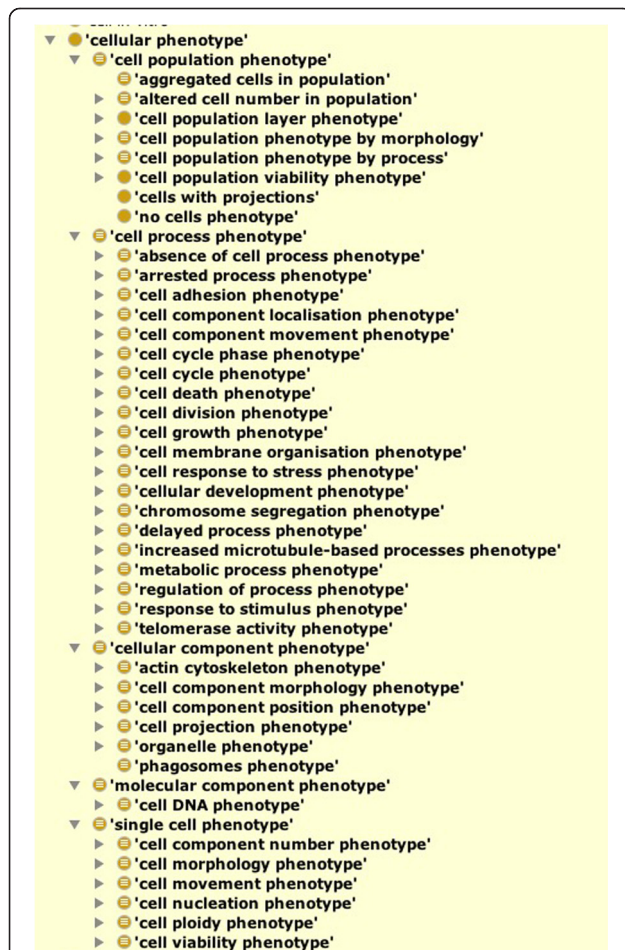 'cellular phenotype'
'cell population phenotype'
'aggregated cells in population'
'altered cell number in population'
'cell population layer phenotype'
'cell population phenotype by morphology'
'cell population phenotype by process'
'cell population viability phenotype'
'cells with projections'
'no cells phenotype'
'cell process phenotype'
'absence of cell process phenotype'
'arrested process phenotype'
'cell adhesion phenotype'
'cell component localisation phenotype'
'cell component movement phenotype'
'cell cycle phase phenotype'
'cell cycle phenotype'
'cell death phenotype'
'cell division phenotype'
'cell growth phenotype'
'cell membrane organisation phenotype'
'cell response to stress phenotype'
'cellular development phenotype'
'chromosome segregation phenotype'
'delayed process phenotype'
'increased microtubule-based processes phenotype'
'metabolic process phenotype'
'regulation of process phenotype'
'response to stimulus phenotype'
'telomerase activity phenotype'
'cellular component phenotype'
'actin cytoskeleton phenotype'
'cell component morphology phenotype'
'cell component position phenotype'
'cell projection phenotype'
'organelle phenotype'
'phagosomes phenotype'
'molecular component phenotype'
'cell DNA phenotype'
'single cell phenotype'
'cell component number phenotype'
'cell morphology phenotype'
'cell movement phenotype'
'cell nucleation phenotype'
'cell ploidy phenotype'
'cell viability phenotype'